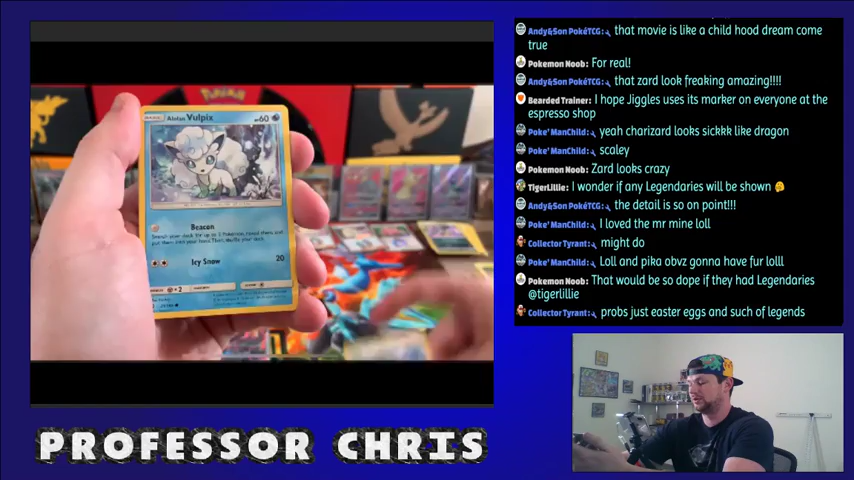 Andy&Son PokéTCG: that movie is like a child hood dream come
true
Pokemon Noob: For real!
Andy&Son PokéTCG: that zard look freaking amazing!!!!
Bearded Trainer: I hope Jiggles uses its marker on everyone at the
espresso shop
Poke' ManChild: yeah charizard looks sickkk like dragon
Poke' ManChild: scaley
Pokemon Noob: Zard looks crazy
TigerLillie: I wonder if any Legendaries will be shown 🤔
Andy&Son PokéTCG: the detail is so on point!!!
Poke' ManChild: I loved the mr mine loll
CollectorTyrant: might do
Poke' ManChild: Loll and pika obvz gonna have fur lolll
Pokemon Noob: That would be so dope if they had Legendaries
@tigerlillie
CollectorTyrant: probs just easter eggs and such of legends
Pokémon
Alolan Vulpix 60
Beacon
Icy Snow 20
PROFESSOR CHRIS